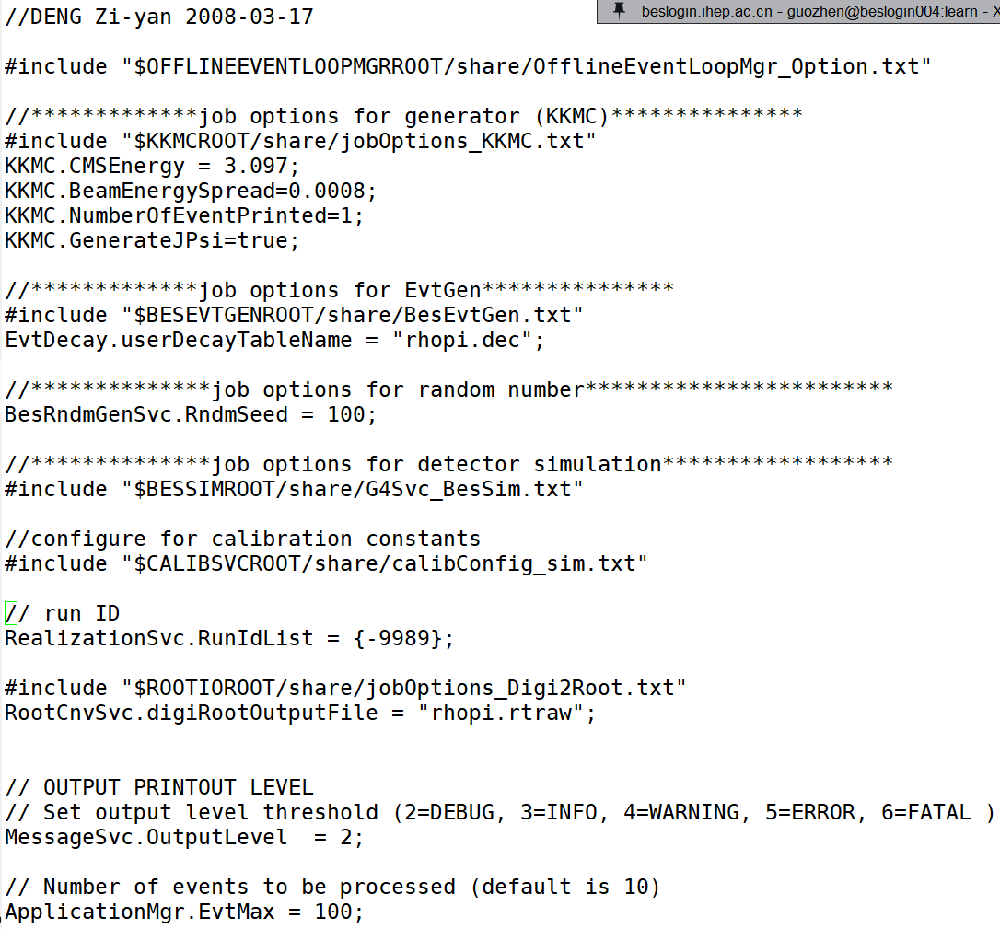 //DENG Zi-yan 2008-03-17
beslogin.ihep.ac.cn - guozhen@beslogin004:learn - X
#include "$OFFLINEEVENTLOOPMGRROOT/share/OfflineEventLoopMgr_Option.txt"
//*************job options for generator (KKMC)***************
#include "$KKMCROOT/share/jobOptions_KKMC.txt"
KKMC.CMSEnergy = 3.097;
KKMC.BeamEnergySpread=0.0008;
KKMC.NumberOfEventPrinted=1;
KKMC.GenerateJPsi=true;
//*************job options for EvtGen***************
#include "$BESEVTGENROOT/share/BesEvtGen.txt"
EvtDecay.userDecayTableName = "rhopi.dec";
//**************job options for random number************************
BesRndmGenSvc.RndmSeed = 100;
//**************job options for detector simulation******************
#include "$BESSIMROOT/share/G4Svc_BesSim.txt"
//configure for calibration constants
#include "$CALIBSVCROOT/share/calibConfig_sim.txt"
// run ID
RealizationSvc.RunIdList = {-9989};
#include "$ROOTIOROOT/share/jobOptions_Digi2Root.txt"
RootCnvSvc.digiRootOutputFile = "rhopi.rtraw";
// OUTPUT PRINTOUT LEVEL
// Set output level threshold (2=DEBUG, 3=INFO, 4=WARNING, 5=ERROR, 6=FATAL )
MessageSvc.OutputLevel  = 2;
// Number of events to be processed (default is 10)
ApplicationMgr.EvtMax = 100;